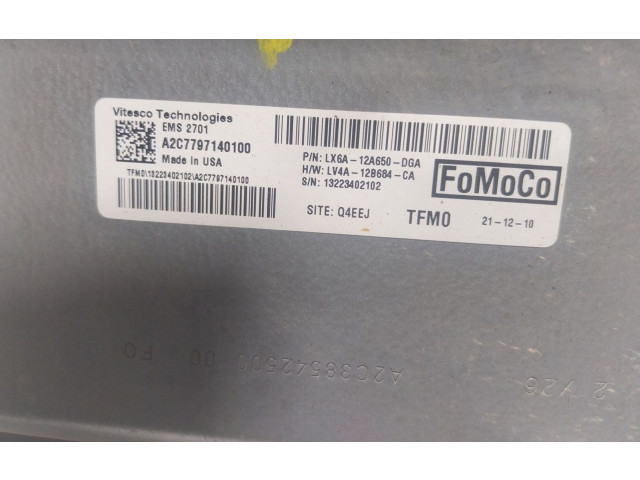 Vitesco Technologies
EMS 2701
A2C7797140100
Made in USA
TFM0\13223402102\A2C7797140100
P/N: LX6A-12A650-DGA
H/W: LV4A-12B684-CA
S/N: 13223402102
FoMoCo
SITE: Q4EEJ TFM0 21-12-10